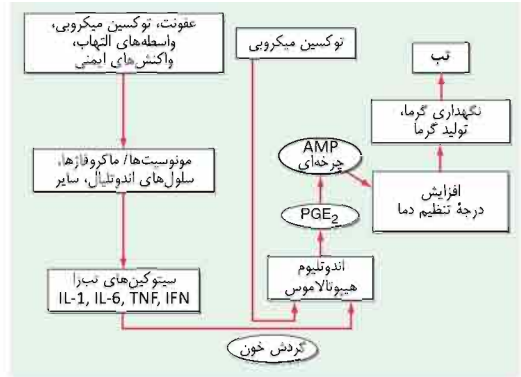 عفونت، توکسین میکروبی،
واسطه‌های التهاب،
واکنش‌های ایمنی
توکسین میکروبی
تب
نگهداری گرما،
تولید گرما
مونوسیت‌ها/ ماکروفاژها،
سلول‌های اندوتلیال، سایر
AMP
چرخه‌ای
افزایش
درجهٔ تنظیم دما
PGE2
سیتوکین‌های تب‌زا
IL-1, IL-6, TNF, IFN
اندوتلیوم
هیپوتالاموس
گردش خون